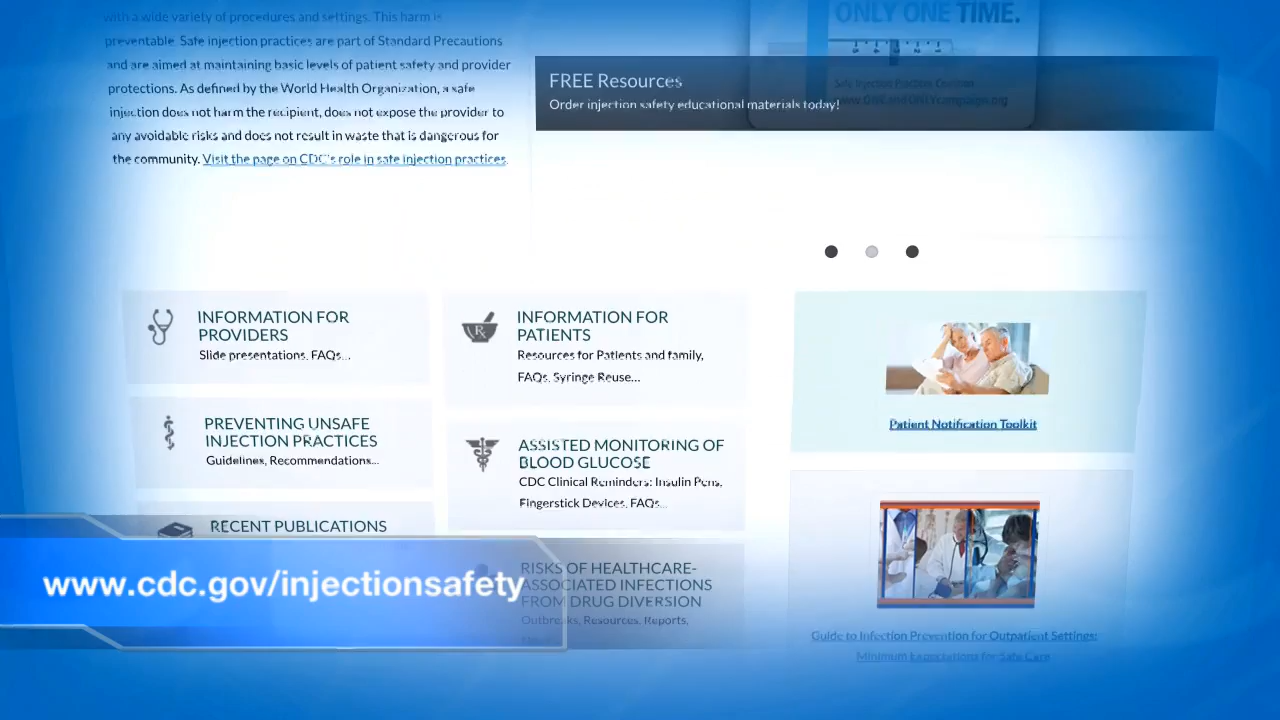 with a wide variety of procedures and settings. This harm is
preventable. Safe injection practices are part of Standard Precautions
and are aimed at maintaining basic levels of patient safety and provider
protections. As defined by the World Health Organization, a safe
injection does not harm the recipient, does not expose the provider to
any avoidable risks and does not result in waste that is dangerous for
the community. Visit the page on CDC's role in safe injection practices.
ONLY ONE TIME.
FREE Resources
Order injection safety educational materials today!
Safe Injection Practices Coalition
www.ONEandONLYcampaign.org
INFORMATION FOR
PROVIDERS
Slide presentations, FAQs...
PREVENTING UNSAFE
INJECTION PRACTICES
Guidelines, Recommendations...
RECENT PUBLICATIONS
INFORMATION FOR
PATIENTS
Resources for Patients and family,
FAQs, Syringe Reuse...
ASSISTED MONITORING OF
BLOOD GLUCOSE
CDC Clinical Reminders: Insulin Pens,
Fingerstick Devices, FAQs...
RISKS OF HEALTHCARE-
ASSOCIATED INFECTIONS
FROM DRUG DIVERSION
Outbreaks, Resources, Reports,
Patient Notification Toolkit
Guide to Infection Prevention for Outpatient Settings:
Minimum Expectations for Safe Care
www.cdc.gov/injectionsafety